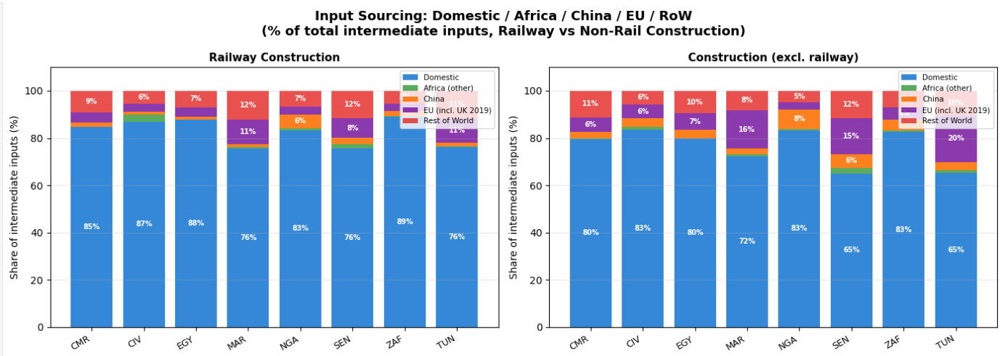 Input Sourcing: Domestic / Africa / China / EU / RoW
(% of total intermediate inputs, Railway vs Non-Rail Construction)
Railway Construction
Share of intermediate inputs (%)
100
80
60
40
20
0
Domestic
Africa (other)
China
EU (incl. UK 2019)
Rest of World
9%
6%
7%
12%
7%
12%
11%
11%
6%
8%
11%
85%
87%
88%
76%
83%
76%
89%
76%
CMR
CIV
EGY
MAR
NGA
SEN
ZAF
TUN
Construction (excl. railway)
Share of intermediate inputs (%)
100
80
60
40
20
0
Domestic
Africa (other)
China
EU (incl. UK 2019)
Rest of World
11%
6%
10%
8%
5%
12%
10%
6%
6%
7%
16%
8%
15%
6%
20%
80%
83%
80%
72%
83%
65%
83%
65%
CMR
CIV
EGY
MAR
NGA
SEN
ZAF
TUN